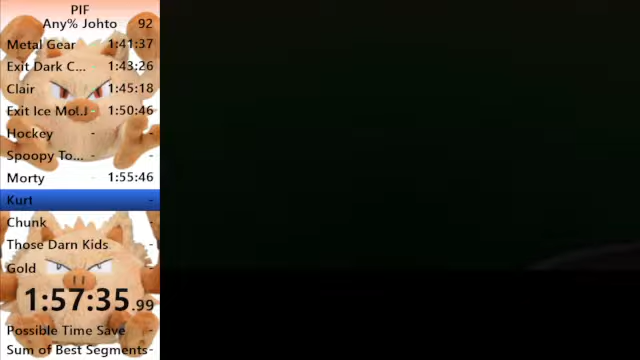 PIF
Any% Johto 92
Metal Gear 1:41:37
Exit Dark C... 1:43:26
Clair - 1:45:18
Exit Ice Mo... - 1:50:46
Hockey - -
Spoopy To... - -
Morty - 1:55:46
Kurt -
Chunk -
Those Darn Kids -
Gold -
1:57:35.99
Possible Time Save -
Sum of Best Segments -